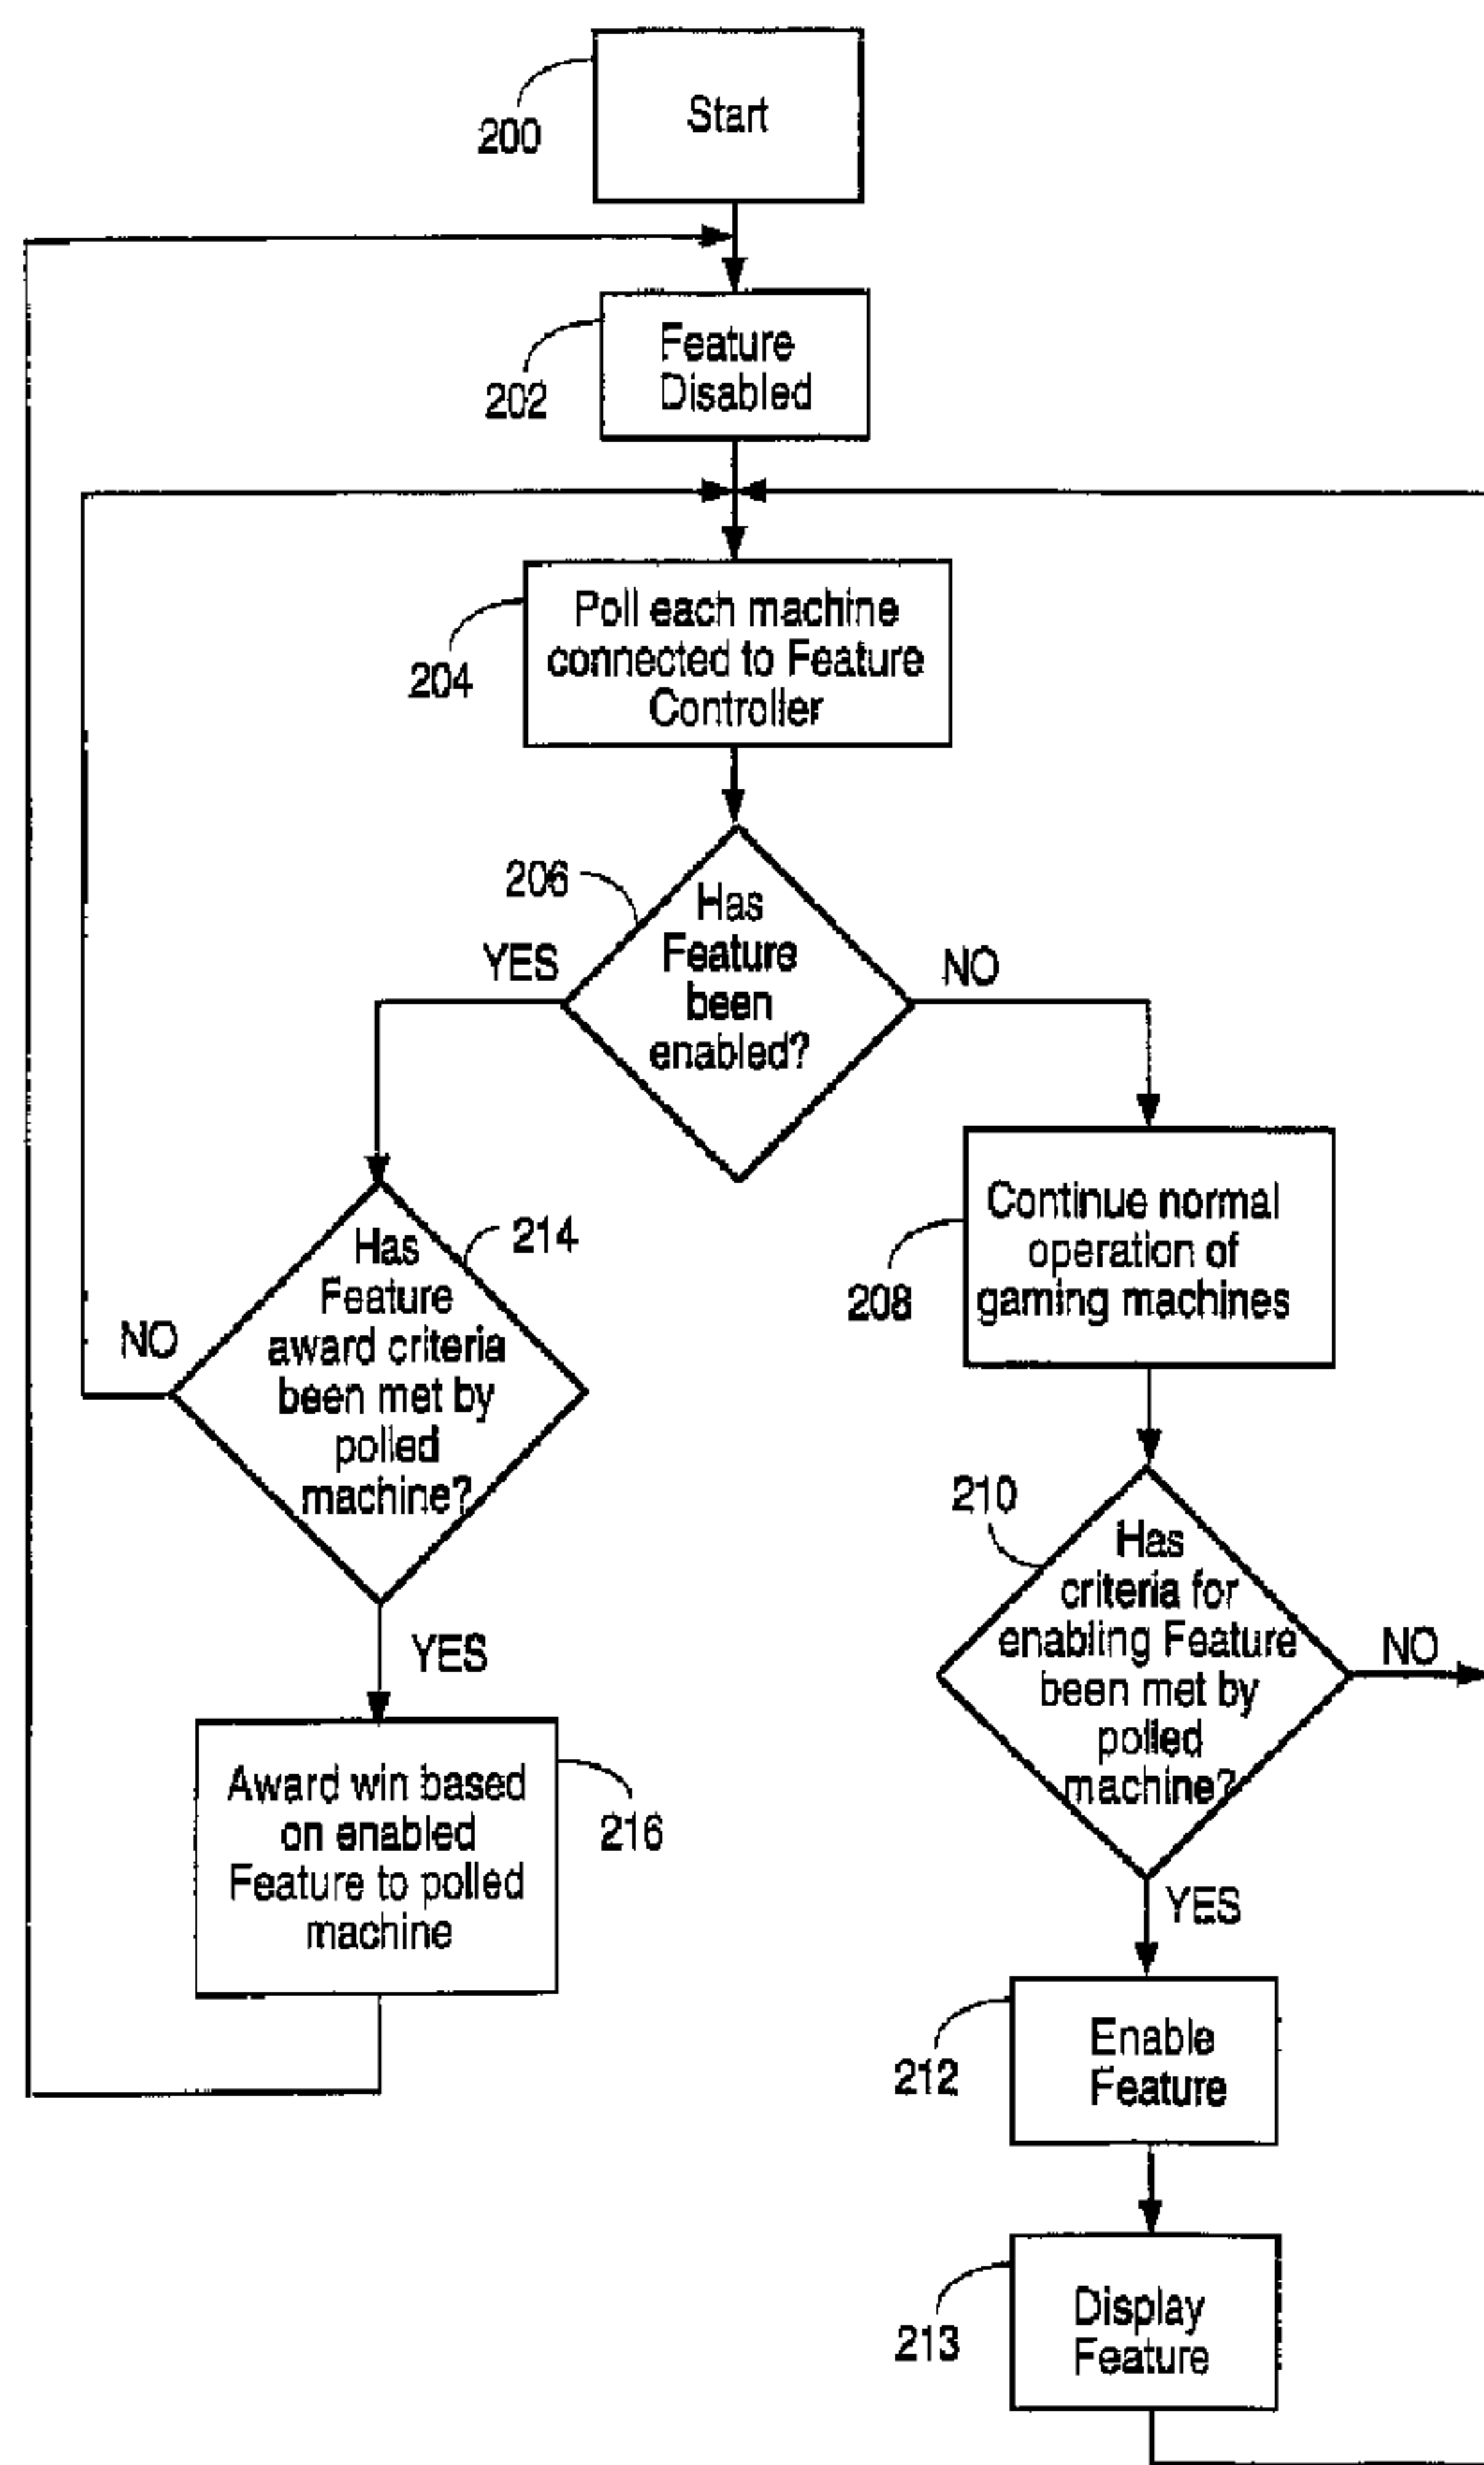 Start
200
Feature
Disabled
202
Poll each machine
connected to Feature
Controller
204
206
Has
Feature
been
enabled?
YES
NO
Has
Feature
award criteria
been met by
polled
machine?
214
NO
YES
Continue normal
operation of
gaming machines
208
210
Has
criteria for
enabling Feature
been met by
polled
machine?
NO
YES
Award win based
on enabled
Feature to polled
machine
216
Enable
Feature
212
Display
Feature
213